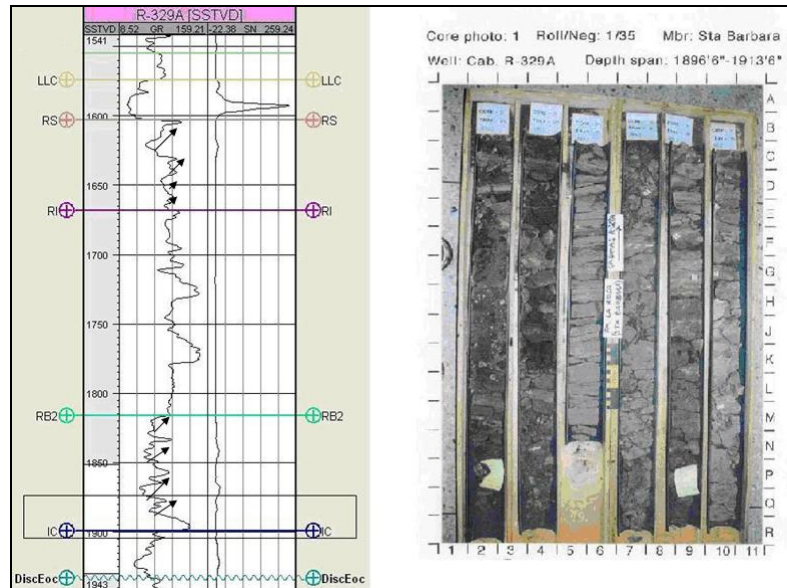 R-329A [SSTVD]
SSTVD 8.52 GR 159.21 -22.38 SN 250.9
1541
LLC
1600
RS RS
1650
RI RI
1700
1750
1800
RB2 RB2
1850
1900
IC IC
DiscEoc DiscEoc
1943
Core photo: 1 Roll/Neg: 1/35 Mbr: Sta Barbara
Well: Cab. R-329A Depth span: 1896'6"-1913'6"
A
B
C
D
E
F
G
H
J
K
L
M
N
P
Q
R
1 2 3 4 5 6 7 8 9 10 11